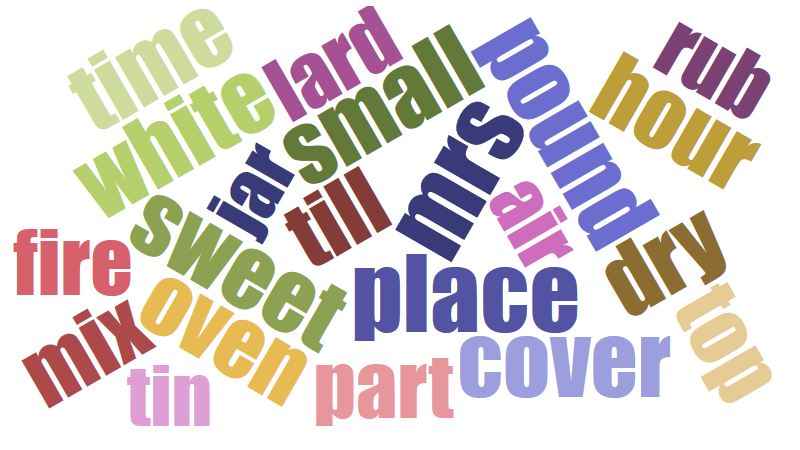 time
white
lard
small
pound
rub
hour
jar
till
mrs
air
sweet
fire
place
dry
mix
oven
top
tin
part
cover